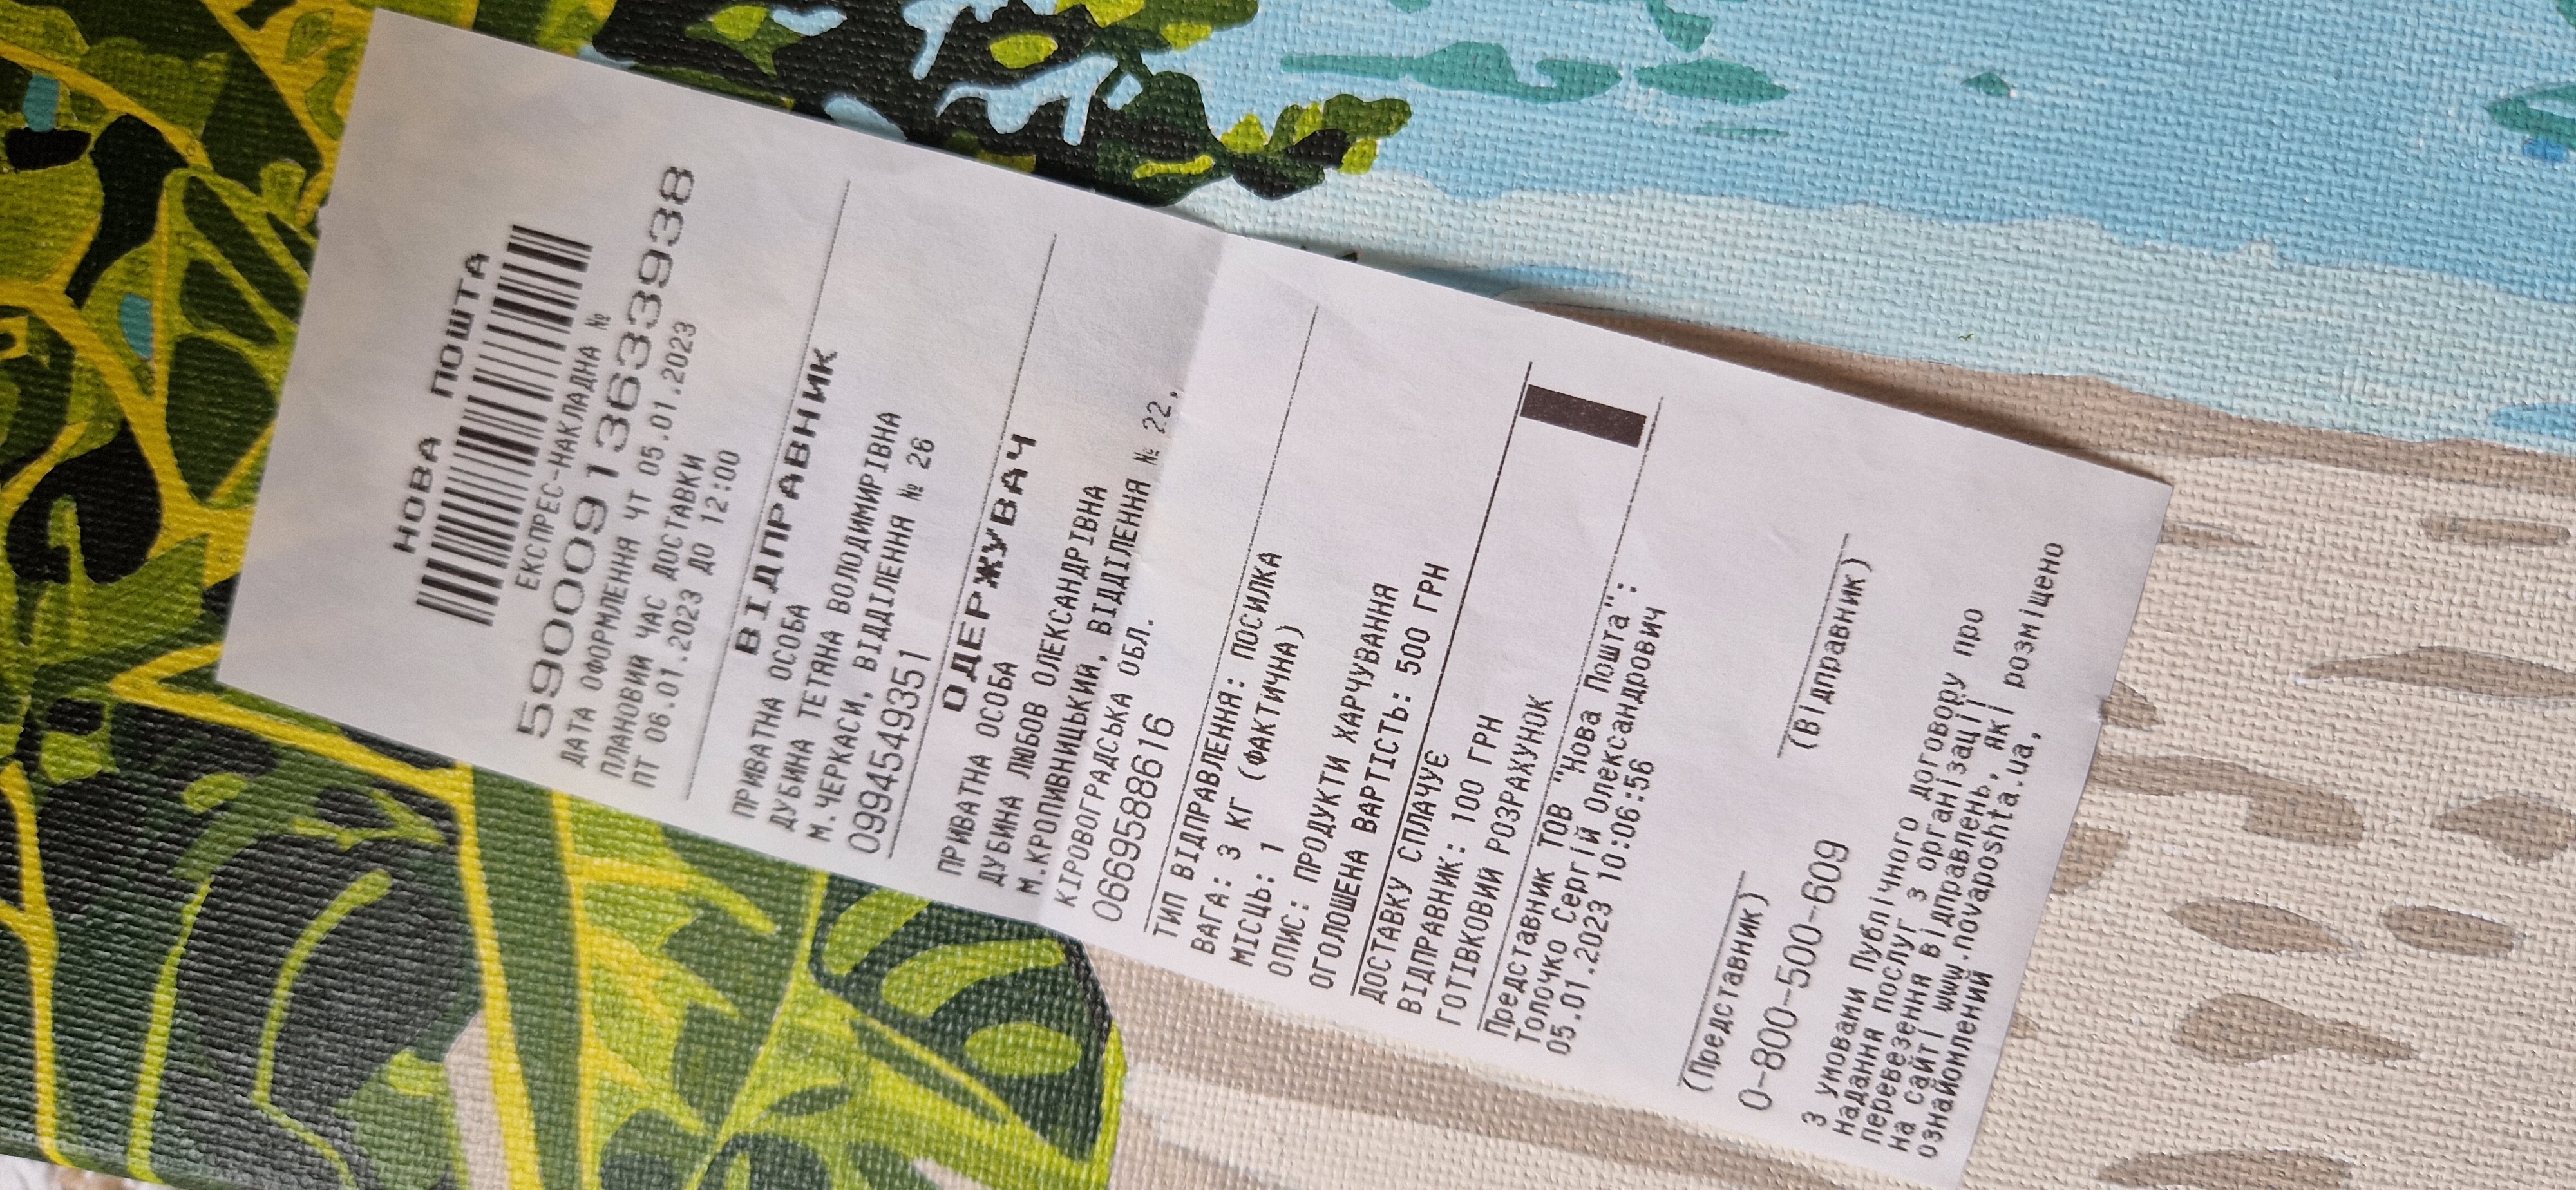 НОВА ПОШТА
ЕКСПРЕС-НАКЛАДНА №
59000913633938
ДАТА ОФОРМЛЕННЯ ЧТ 05.01.2023
ПЛАНОВИЙ ЧАС ДОСТАВКИ
ПТ 06.01.2023 ДО 12:00
ВІДПРАВНИК
ПРИВАТНА ОСОБА
ДУБИНА ТЕТЯНА ВОЛОДИМИРІВНА
М.ЧЕРКАСИ, ВІДДІЛЕННЯ № 26
0994549351
ОДЕРЖУВАЧ
ПРИВАТНА ОСОБА
ДУБИНА ЛЮБОВ ОЛЕКСАНДРІВНА
М.КРОПИВНИЦЬКИЙ, ВІДДІЛЕННЯ № 22,
КІРОВОГРАДСЬКА ОБЛ.
0669588616
ТИП ВІДПРАВЛЕННЯ: ПОСИЛКА
ВАГА: 3 КГ (ФАКТИЧНА)
МІСЦЬ: 1
ОПИС: ПРОДУКТИ ХАРЧУВАННЯ
ОГОЛОШЕНА ВАРТІСТЬ: 500 ГРН
ДОСТАВКУ СПЛАЧУЄ
ВІДПРАВНИК: 100 ГРН
ГОТІВКОВИЙ РОЗРАХУНОК
Представник ТОВ "Нова Пошта":
Толочко Сергій Олександрович
05.01.2023 10:06:56
(Представник) (Відправник)
0-800-500-609
З умовами Публічного договору про
надання послуг з організації
перевезення відправлень, які розміщено
на сайті www.novaposhta.ua,
ознайомлений